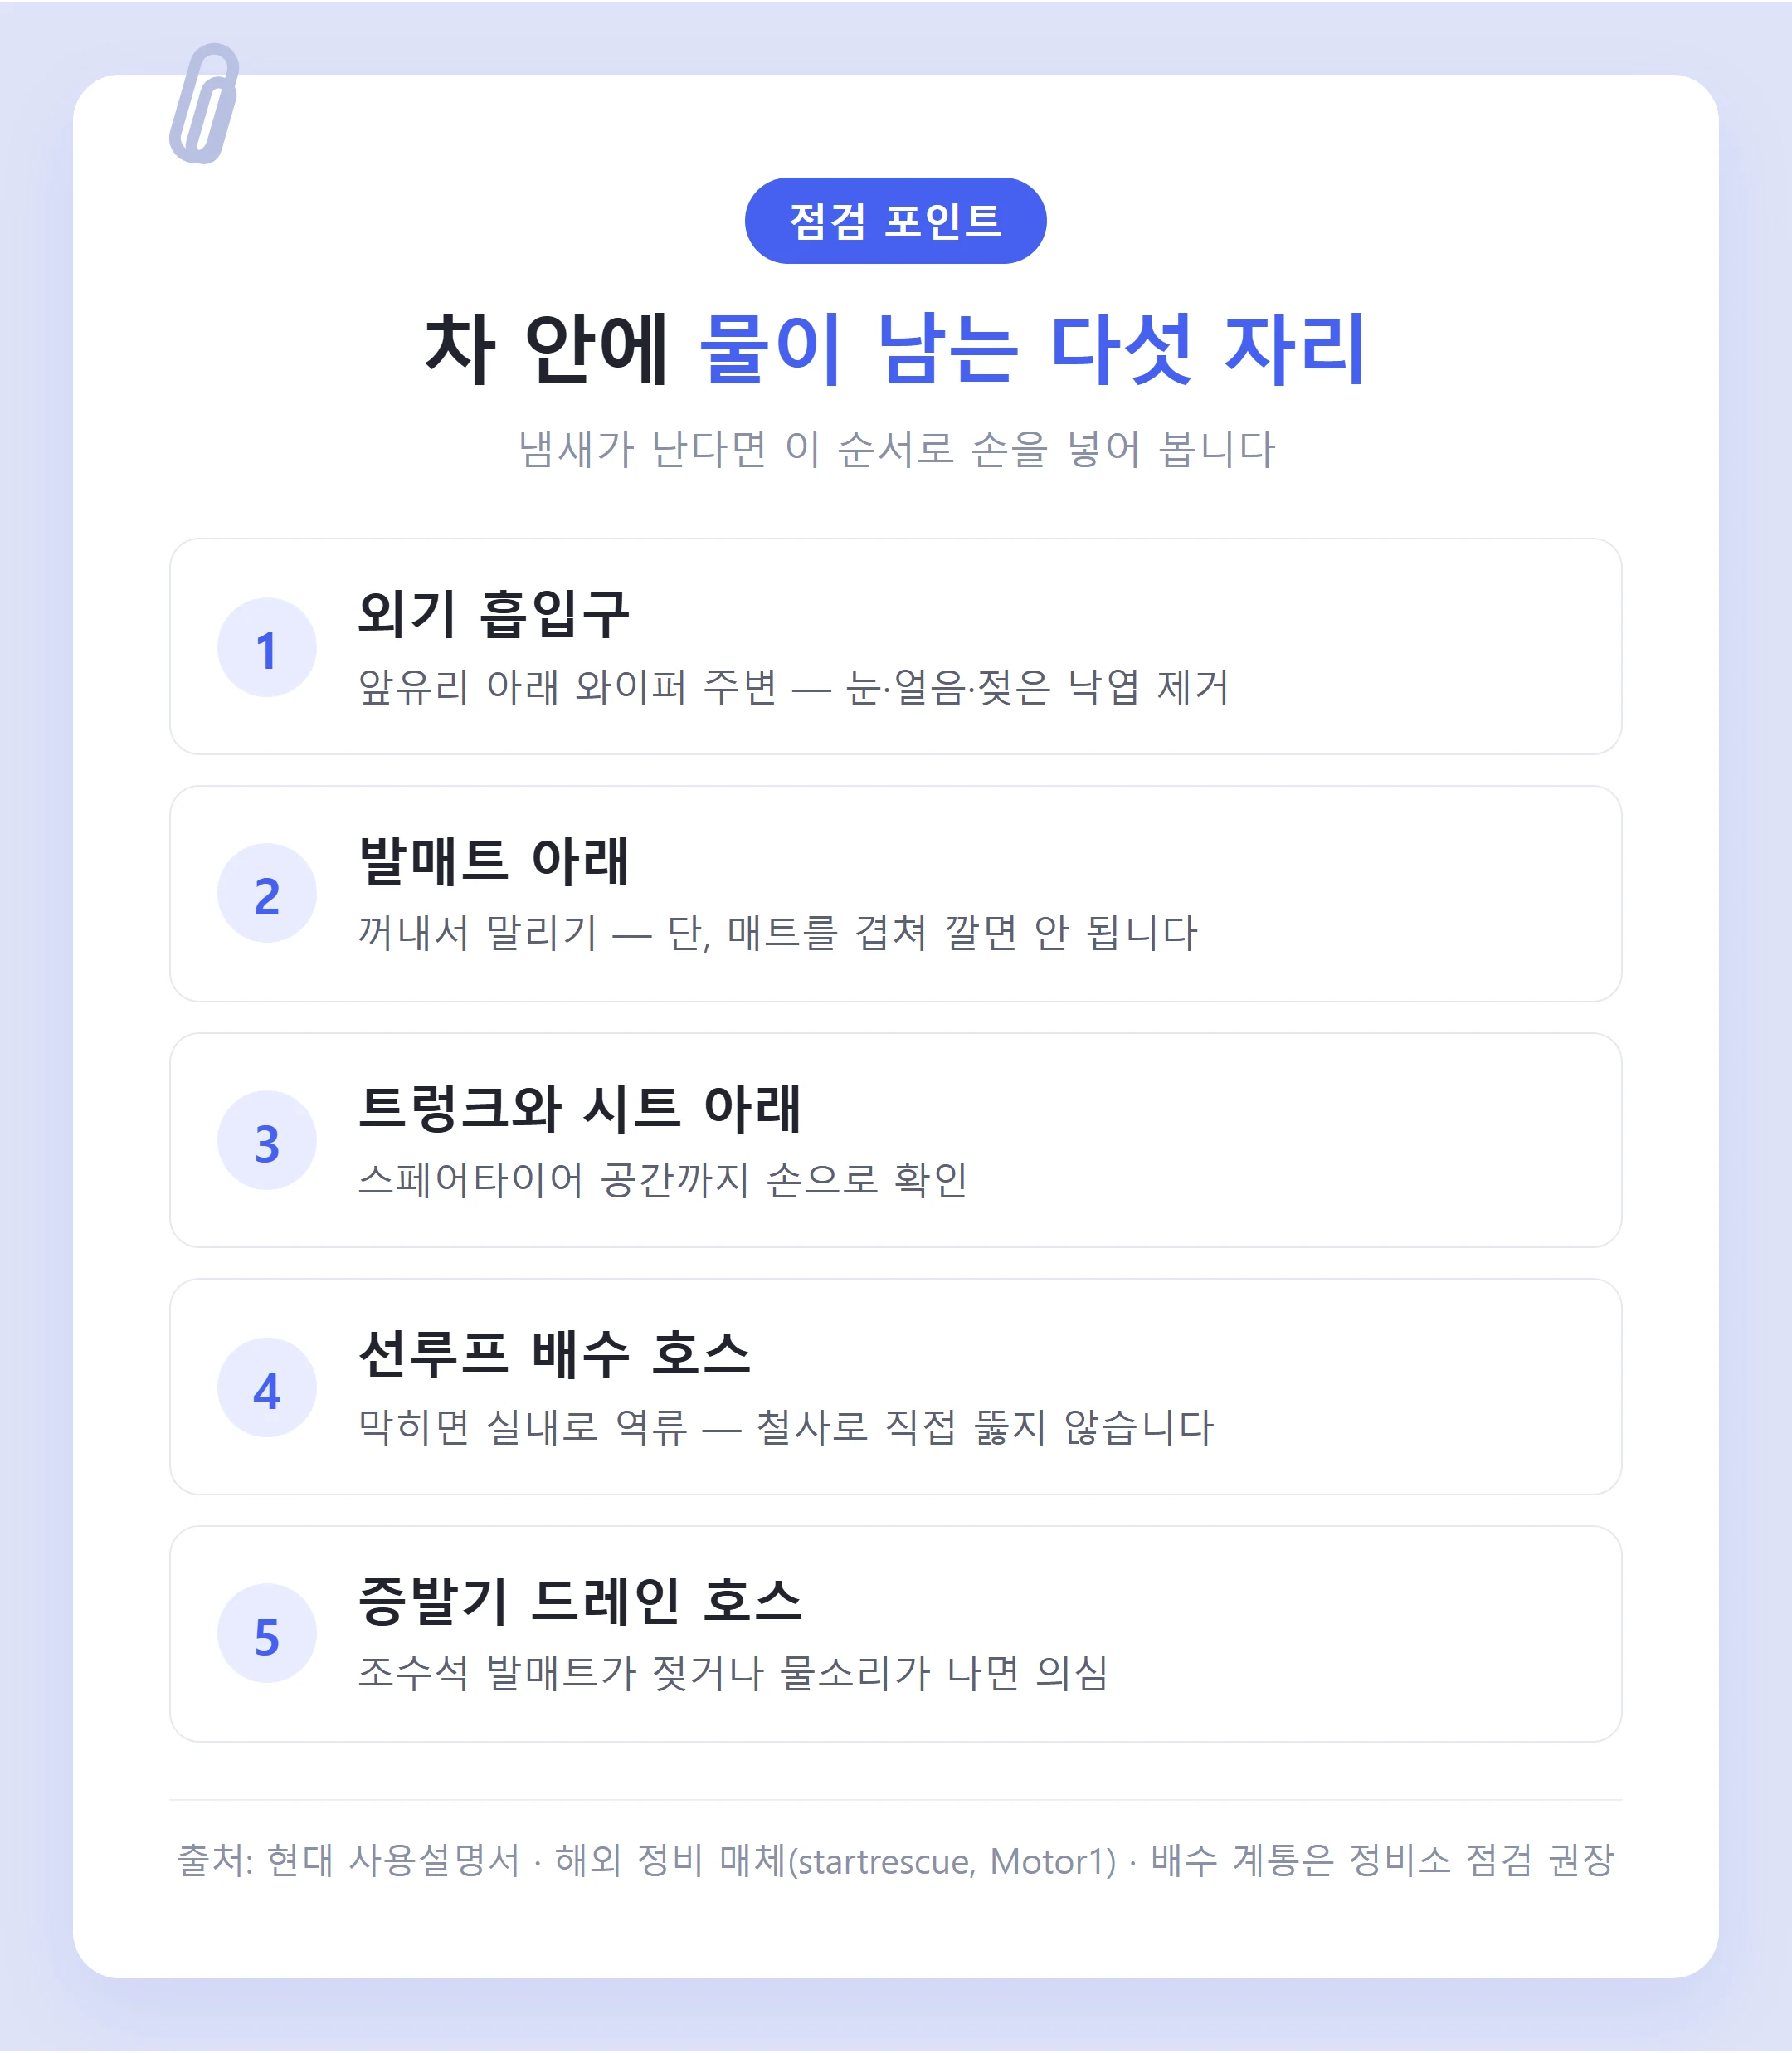 점검 포인트
차 안에 물이 남는 다섯 자리
냄새가 난다면 이 순서로 손을 넣어 봅니다
1
외기 흡입구
앞유리 아래 와이퍼 주변 — 눈·얼음·젖은 낙엽 제거
2
발매트 아래
꺼내서 말리기 — 단, 매트를 겹쳐 깔면 안 됩니다
3
트렁크와 시트 아래
스페어타이어 공간까지 손으로 확인
4
선루프 배수 호스
막히면 실내로 역류 — 철사로 직접 뚫지 않습니다
5
증발기 드레인 호스
조수석 발매트가 젖거나 물소리가 나면 의심
출처: 현대 사용설명서 · 해외 정비 매체(startrescue, Motor1) · 배수 계통은 정비소 점검 권장